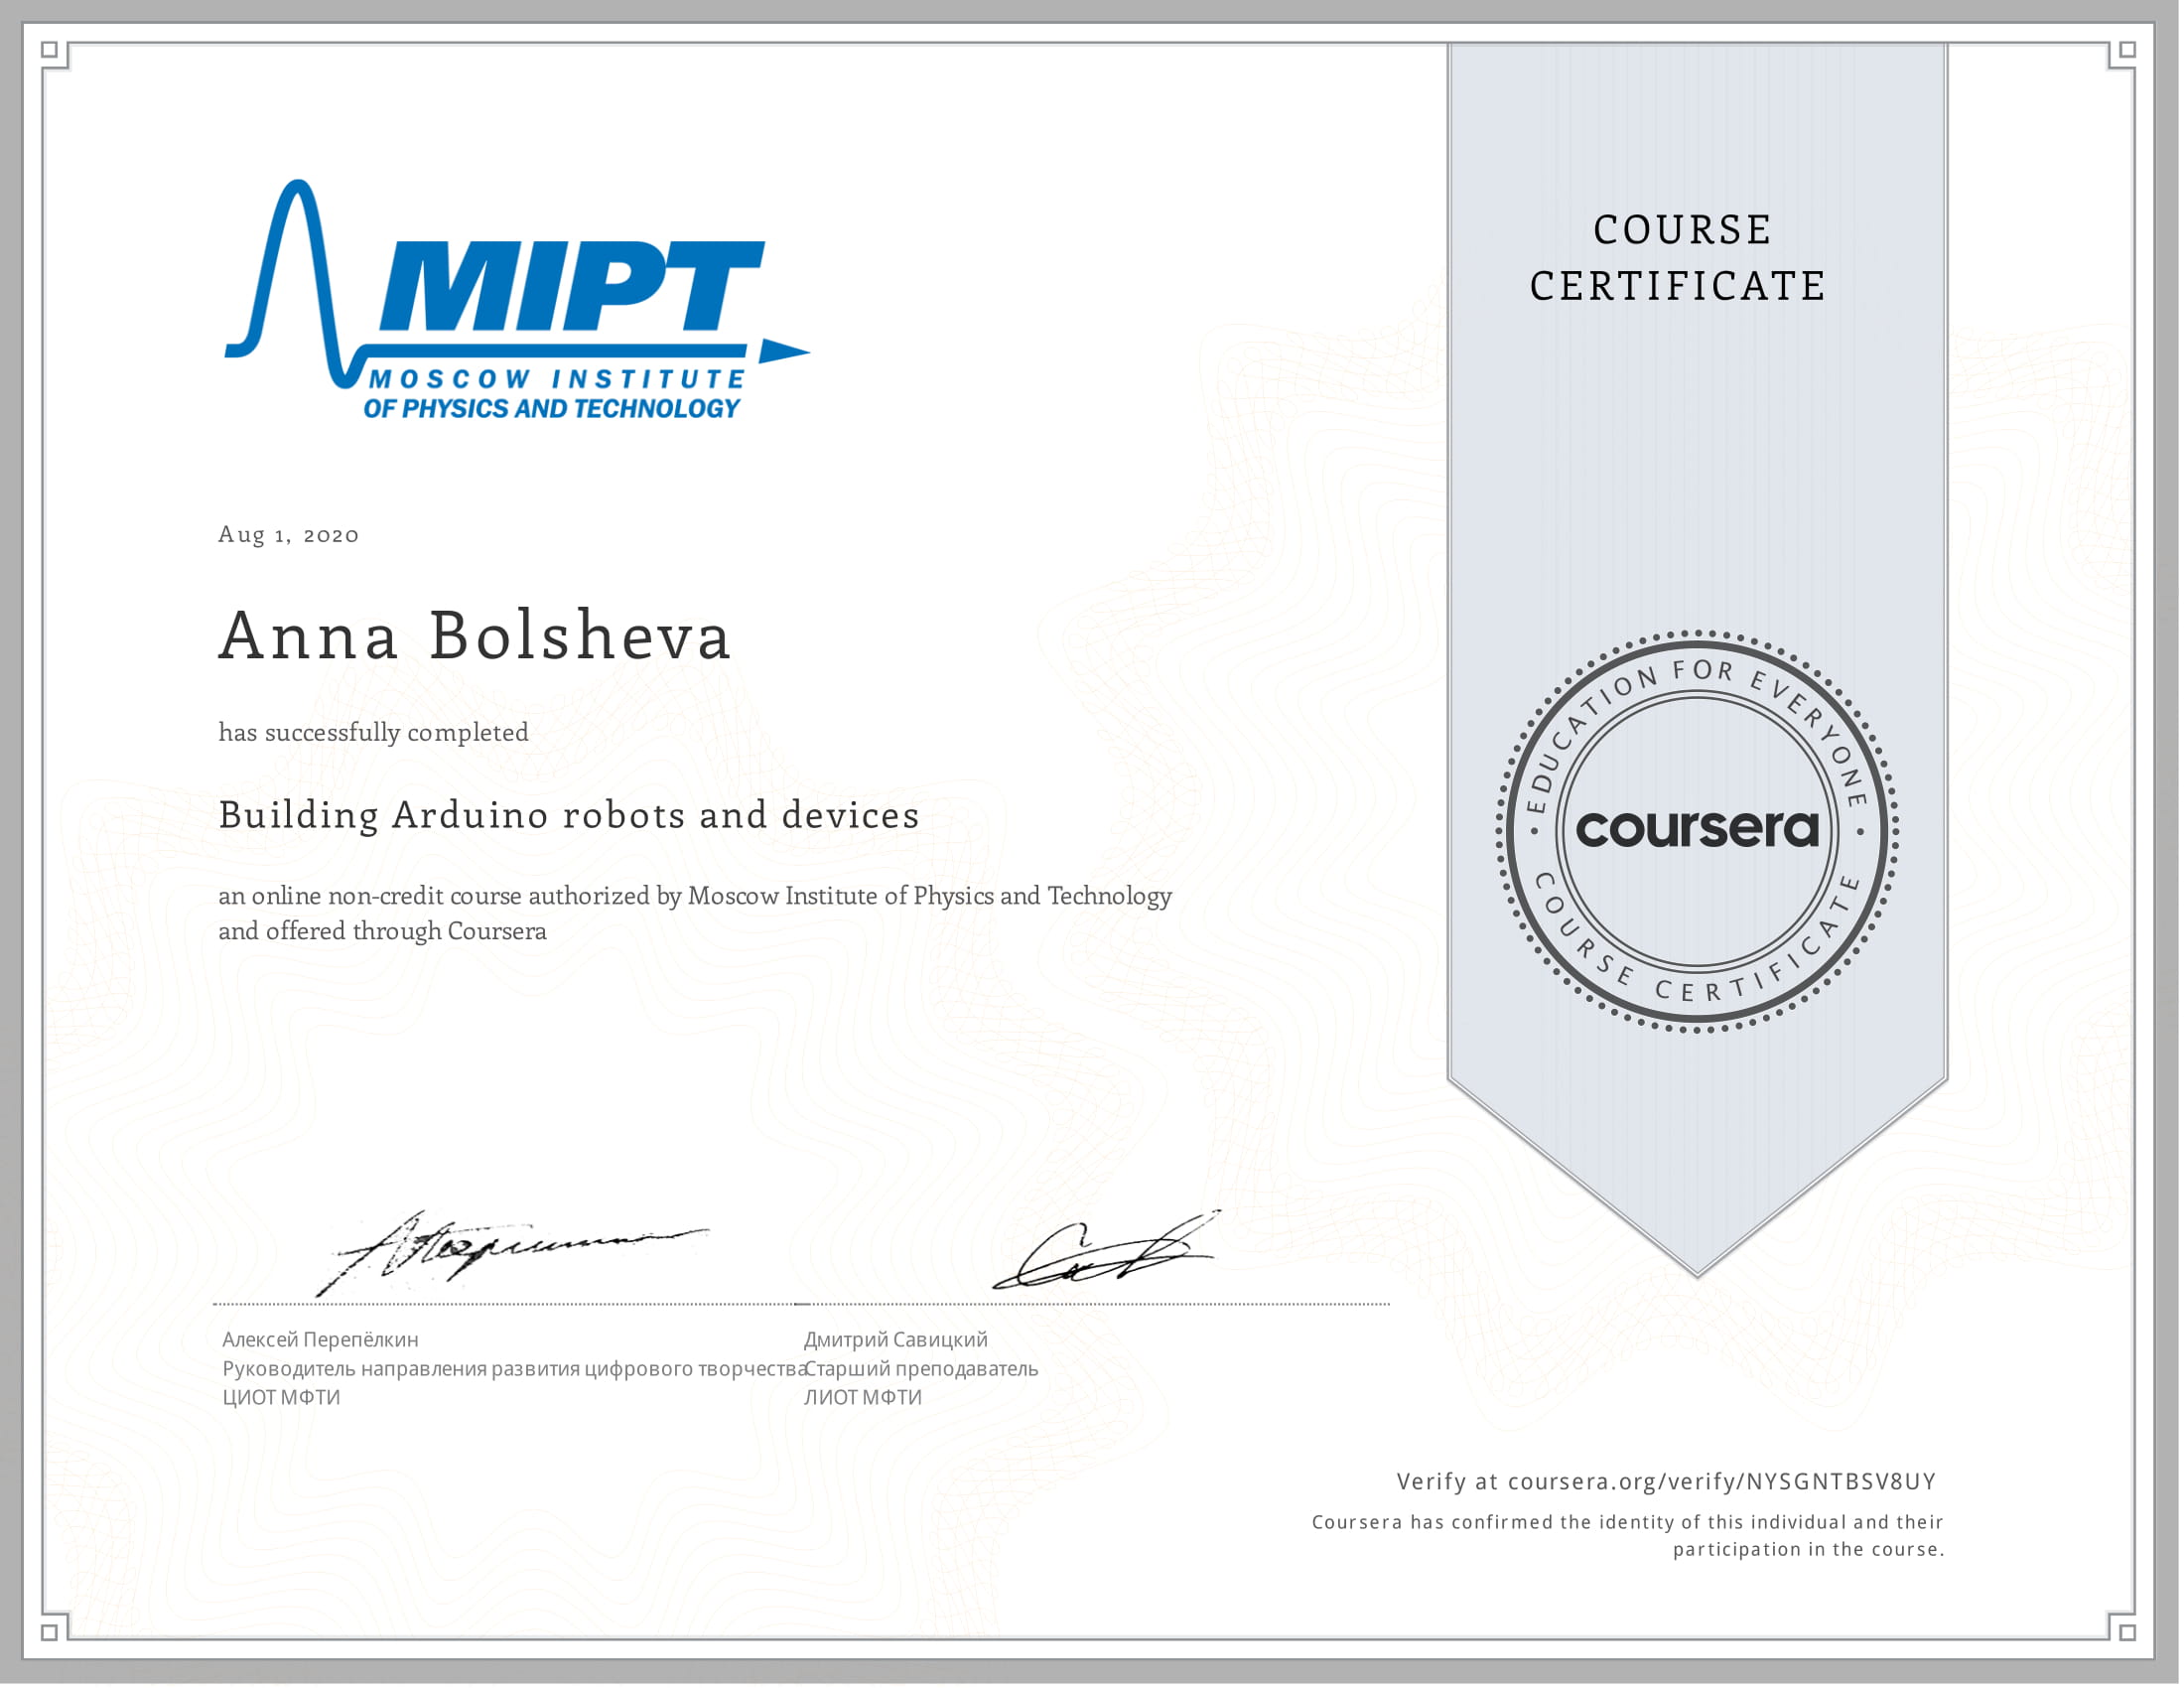 MIPT
MOSCOW INSTITUTE
OF PHYSICS AND TECHNOLOGY
COURSE
CERTIFICATE
Aug 1, 2020
Anna Bolsheva
has successfully completed
Building Arduino robots and devices
an online non-credit course authorized by Moscow Institute of Physics and Technology
and offered through Coursera
EDUCATION FOR EVERYONE
coursera
COURSE CERTIFICATE
Алексей Перепёлкин
Руководитель направления развития цифрового творчества
ЦИОТ МФТИ
Дмитрий Савицкий
Старший преподаватель
ЛИОТ МФТИ
Verify at coursera.org/verify/NYSGNTBSV8UY
Coursera has confirmed the identity of this individual and their
participation in the course.